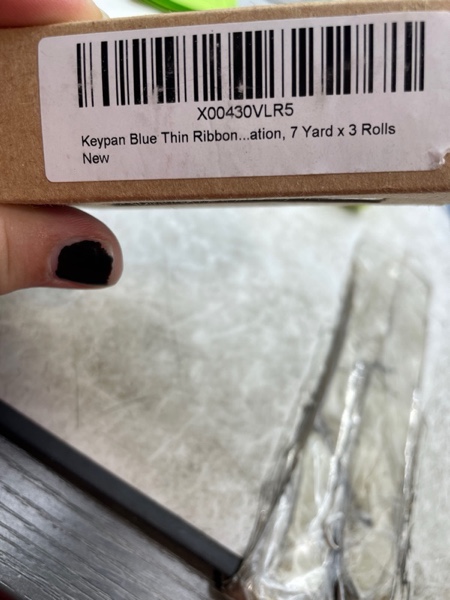 X00430VLR5
Keypan Blue Thin Ribbon...ation, 7 Yard x 3 Rolls
New